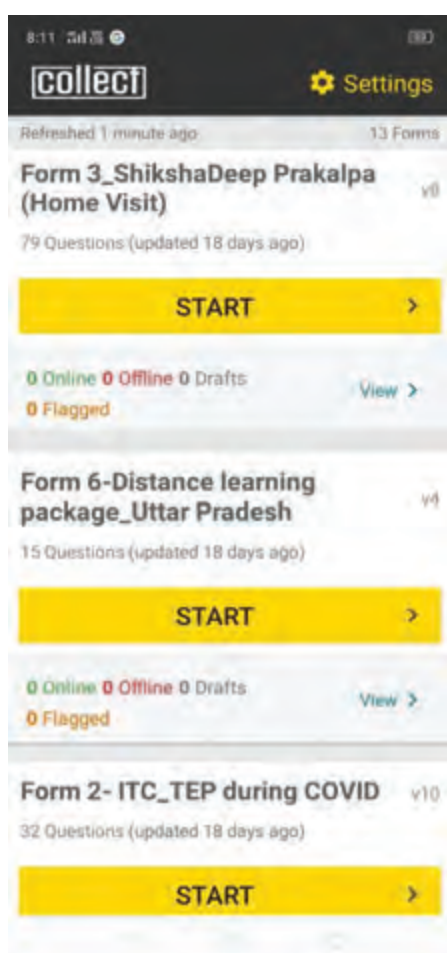 8:11
collect
Settings
Refreshed 1 minute ago 13 Forms
Form 3_ShikshaDeep Prakalpa
(Home Visit)
79 Questions (updated 18 days ago)
START
0 Online 0 Offline 0 Drafts
View
0 Flagged
Form 6-Distance learning
package_Uttar Pradesh
v4
15 Questions (updated 18 days ago)
START
0 Online 0 Offline 0 Drafts
View
0 Flagged
Form 2- ITC_TEP during COVID v10
32 Questions (updated 18 days ago)
START